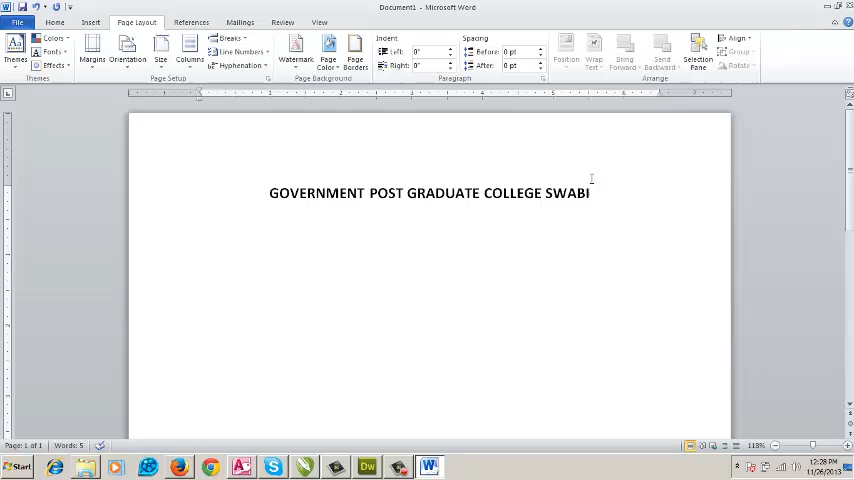 Document1 - Microsoft Word
File Home Insert Page Layout References Mailings Review View
Themes Colors Fonts Effects Themes
Margins Orientation Size Columns Breaks Line Numbers Hyphenation Page Setup
Watermark Page Color Page Borders Page Background
Indent Left: 0" Right: 0" Spacing Before: 0 pt After: 0 pt Paragraph
Position Wrap Text Bring Forward Send Backward Selection Pane Align Group Rotate Arrange
GOVERNMENT POST GRADUATE COLLEGE SWABI
Page: 1 of 1 Words: 5 118%
Start 12:28 PM
11/26/2013